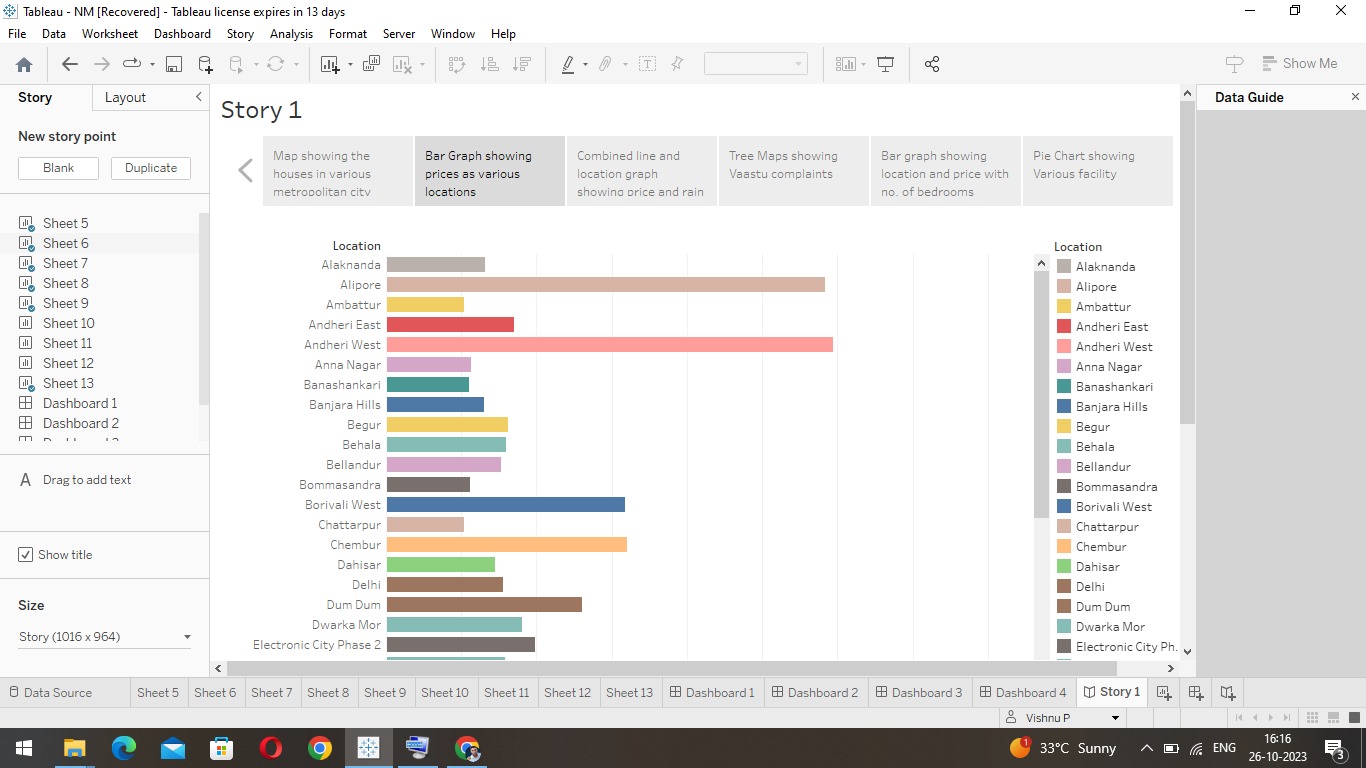 Tableau - NM [Recovered] - Tableau license expires in 13 days
File Data Worksheet Dashboard Story Analysis Format Server Window Help
Show Me
Story Layout
New story point
Blank Duplicate
Sheet 5
Sheet 6
Sheet 7
Sheet 8
Sheet 9
Sheet 10
Sheet 11
Sheet 12
Sheet 13
Dashboard 1
Dashboard 2
A Drag to add text
Show title
Size
Story (1016 x 964)
Story 1
Map showing the
houses in various
metropolitan city
Bar Graph showing
prices as various
locations
Combined line and
location graph
showing price and rain
Tree Maps showing
Vaastu complaints
Bar graph showing
location and price with
no. of bedrooms
Pie Chart showing
Various facility
Location
Alaknanda
Alipore
Ambattur
Andheri East
Andheri West
Anna Nagar
Banashankari
Banjara Hills
Begur
Behala
Bellandur
Bommasandra
Borivali West
Chattarpur
Chembur
Dahisar
Delhi
Dum Dum
Dwarka Mor
Electronic City Phase 2
Location
Alaknanda
Alipore
Ambattur
Andheri East
Andheri West
Anna Nagar
Banashankari
Banjara Hills
Begur
Behala
Bellandur
Bommasandra
Borivali West
Chattarpur
Chembur
Dahisar
Delhi
Dum Dum
Dwarka Mor
Electronic City Ph.
Data Guide
Data Source Sheet 5 Sheet 6 Sheet 7 Sheet 8 Sheet 9 Sheet 10 Sheet 11 Sheet 12 Sheet 13 Dashboard 1 Dashboard 2 Dashboard 3 Dashboard 4 Story 1
Vishnu P
1 33°C Sunny ENG 16:16
26-10-2023 3